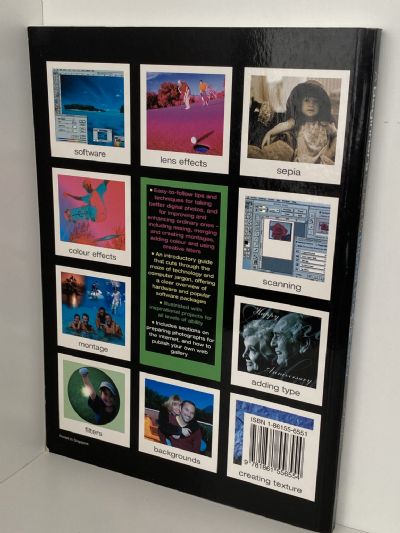 software
lens effects
sepia
colour effects
• Easy-to-follow tips and
techniques for taking
better digital photos, and
for improving and
enhancing ordinary ones –
including mixing, merging
and creating montages,
adding colour and using
creative filters
• An introductory guide
that cuts through the
maze of technology and
computer jargon, offering
a clear overview of
hardware and popular
software packages
• Illustrated with
inspirational projects for
all levels of ability
• Includes sections on
preparing photographs for
the internet, and how to
publish your own web
gallery
scanning
montage
Happy
Anniversary
adding type
filters
backgrounds
ISBN 1-86155-655
9 781861 556554
creating texture
Printed in Singapore